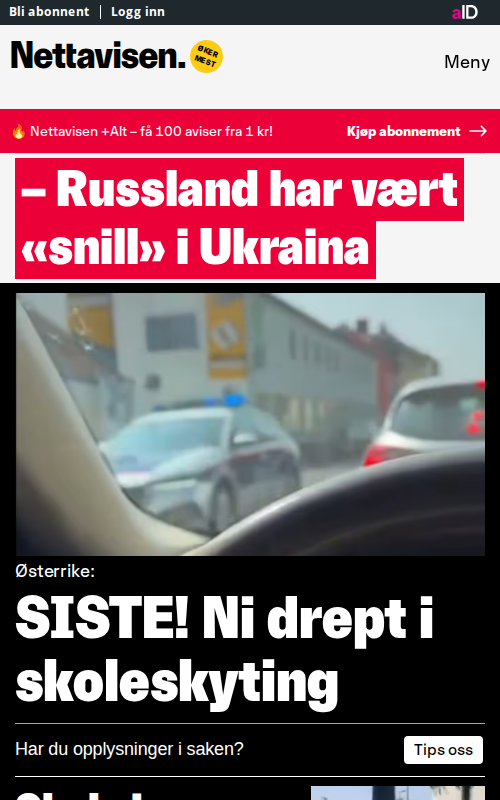 Bli abonnent | Logg inn
aID
Nettavisen.
ØKER
MEST
Meny
🔥 Nettavisen +Alt – få 100 aviser fra 1 kr!
Kjøp abonnement →
– Russland har vært
«snill» i Ukraina
Østerrike:
SISTE! Ni drept i
skoleskyting
Har du opplysninger i saken?
Tips oss